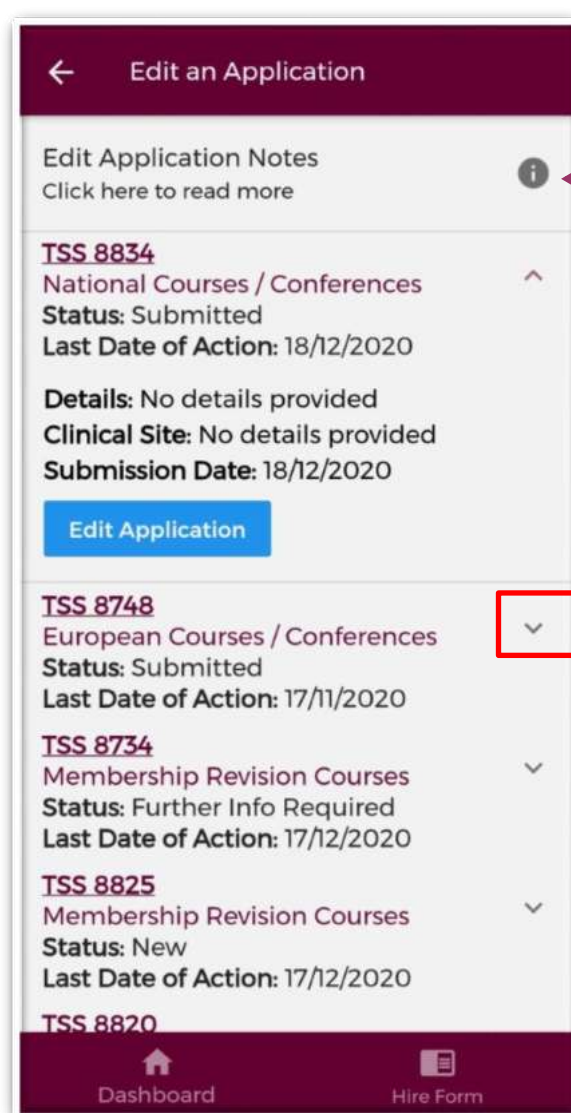 Edit an Application
Edit Application Notes
Click here to read more
TSS 8834
National Courses / Conferences
Status: Submitted
Last Date of Action: 18/12/2020
Details: No details provided
Clinical Site: No details provided
Submission Date: 18/12/2020
Edit Application
TSS 8748
European Courses / Conferences
Status: Submitted
Last Date of Action: 17/11/2020
TSS 8734
Membership Revision Courses
Status: Further Info Required
Last Date of Action: 17/12/2020
TSS 8825
Membership Revision Courses
Status: New
Last Date of Action: 17/12/2020
TSS 8820
Dashboard
Hire Form